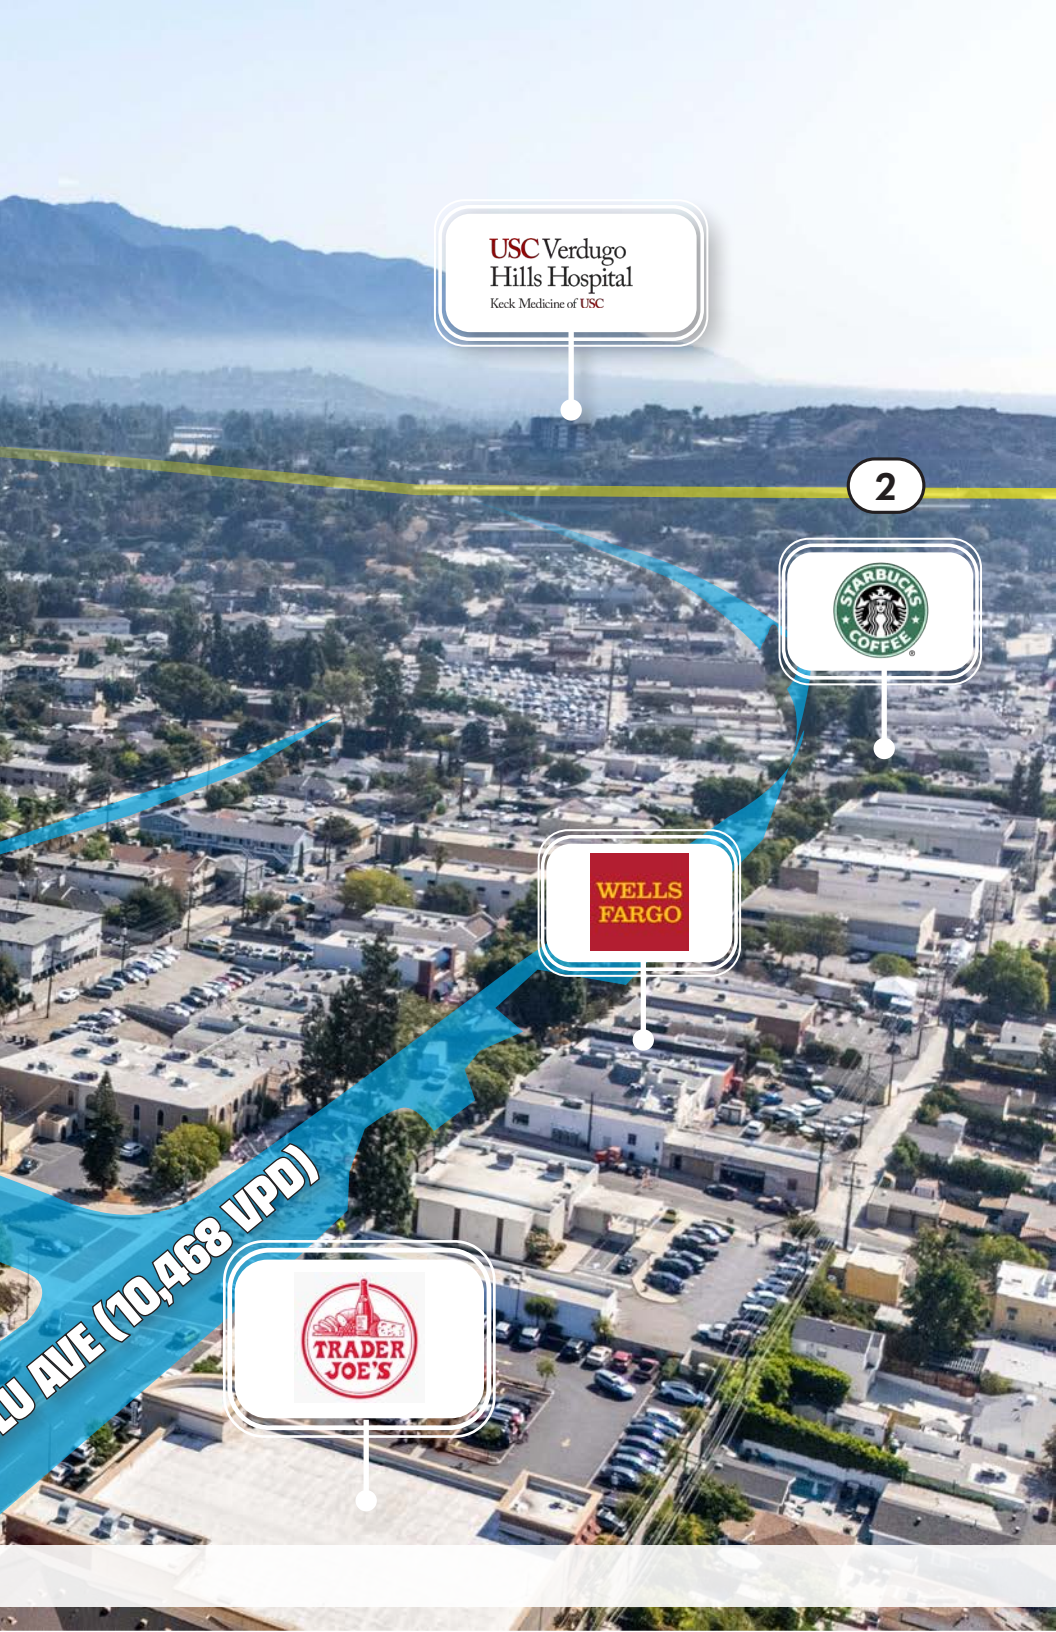 USC Verdugo
Hills Hospital
Keck Medicine of USC
2
STARBUCKS
COFFEE
®
WELLS
FARGO
LU AVE (10,468 VPD)
TRADER
JOE'S